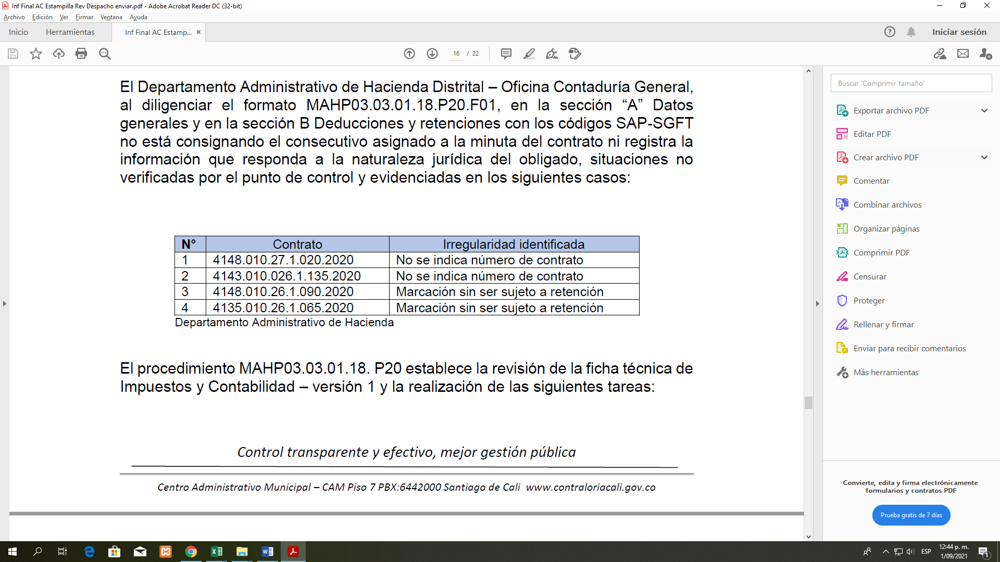 Inf Final AC Estampilla Rev Despacho enviar.pdf - Adobe Acrobat Reader DC (32-bit)
Archivo Edición Ver Firmar Ventana Ayuda
Inicio Herramientas Inf Final AC Estamp... × Iniciar sesión
16 / 22
El Departamento Administrativo de Hacienda Distrital – Oficina Contaduría General,
al diligenciar el formato MAHP03.03.01.18.P20.F01, en la sección “A” Datos
generales y en la sección B Deducciones y retenciones con los códigos SAP-SGFT
no está consignando el consecutivo asignado a la minuta del contrato ni registra la
información que responda a la naturaleza jurídica del obligado, situaciones no
verificadas por el punto de control y evidenciadas en los siguientes casos:
N° Contrato Irregularidad identificada
1 4148.010.27.1.020.2020 No se indica número de contrato
2 4143.010.026.1.135.2020 No se indica número de contrato
3 4148.010.26.1.090.2020 Marcación sin ser sujeto a retención
4 4135.010.26.1.065.2020 Marcación sin ser sujeto a retención
Departamento Administrativo de Hacienda
El procedimiento MAHP03.03.01.18. P20 establece la revisión de la ficha técnica de
Impuestos y Contabilidad – versión 1 y la realización de las siguientes tareas:
Control transparente y efectivo, mejor gestión pública
Centro Administrativo Municipal – CAM Piso 7 PBX:6442000 Santiago de Cali www.contraloriacali.gov.co
Buscar 'Comprimir tamaño'
Exportar archivo PDF
Editar PDF
Crear archivo PDF
Comentar
Combinar archivos
Organizar páginas
Comprimir PDF
Censurar
Proteger
Rellenar y firmar
Enviar para recibir comentarios
Más herramientas
Convierte, edita y firma electrónicamente
formularios y contratos PDF
Prueba gratis de 7 días
ESP
12:44 p. m.
1/09/2021
1